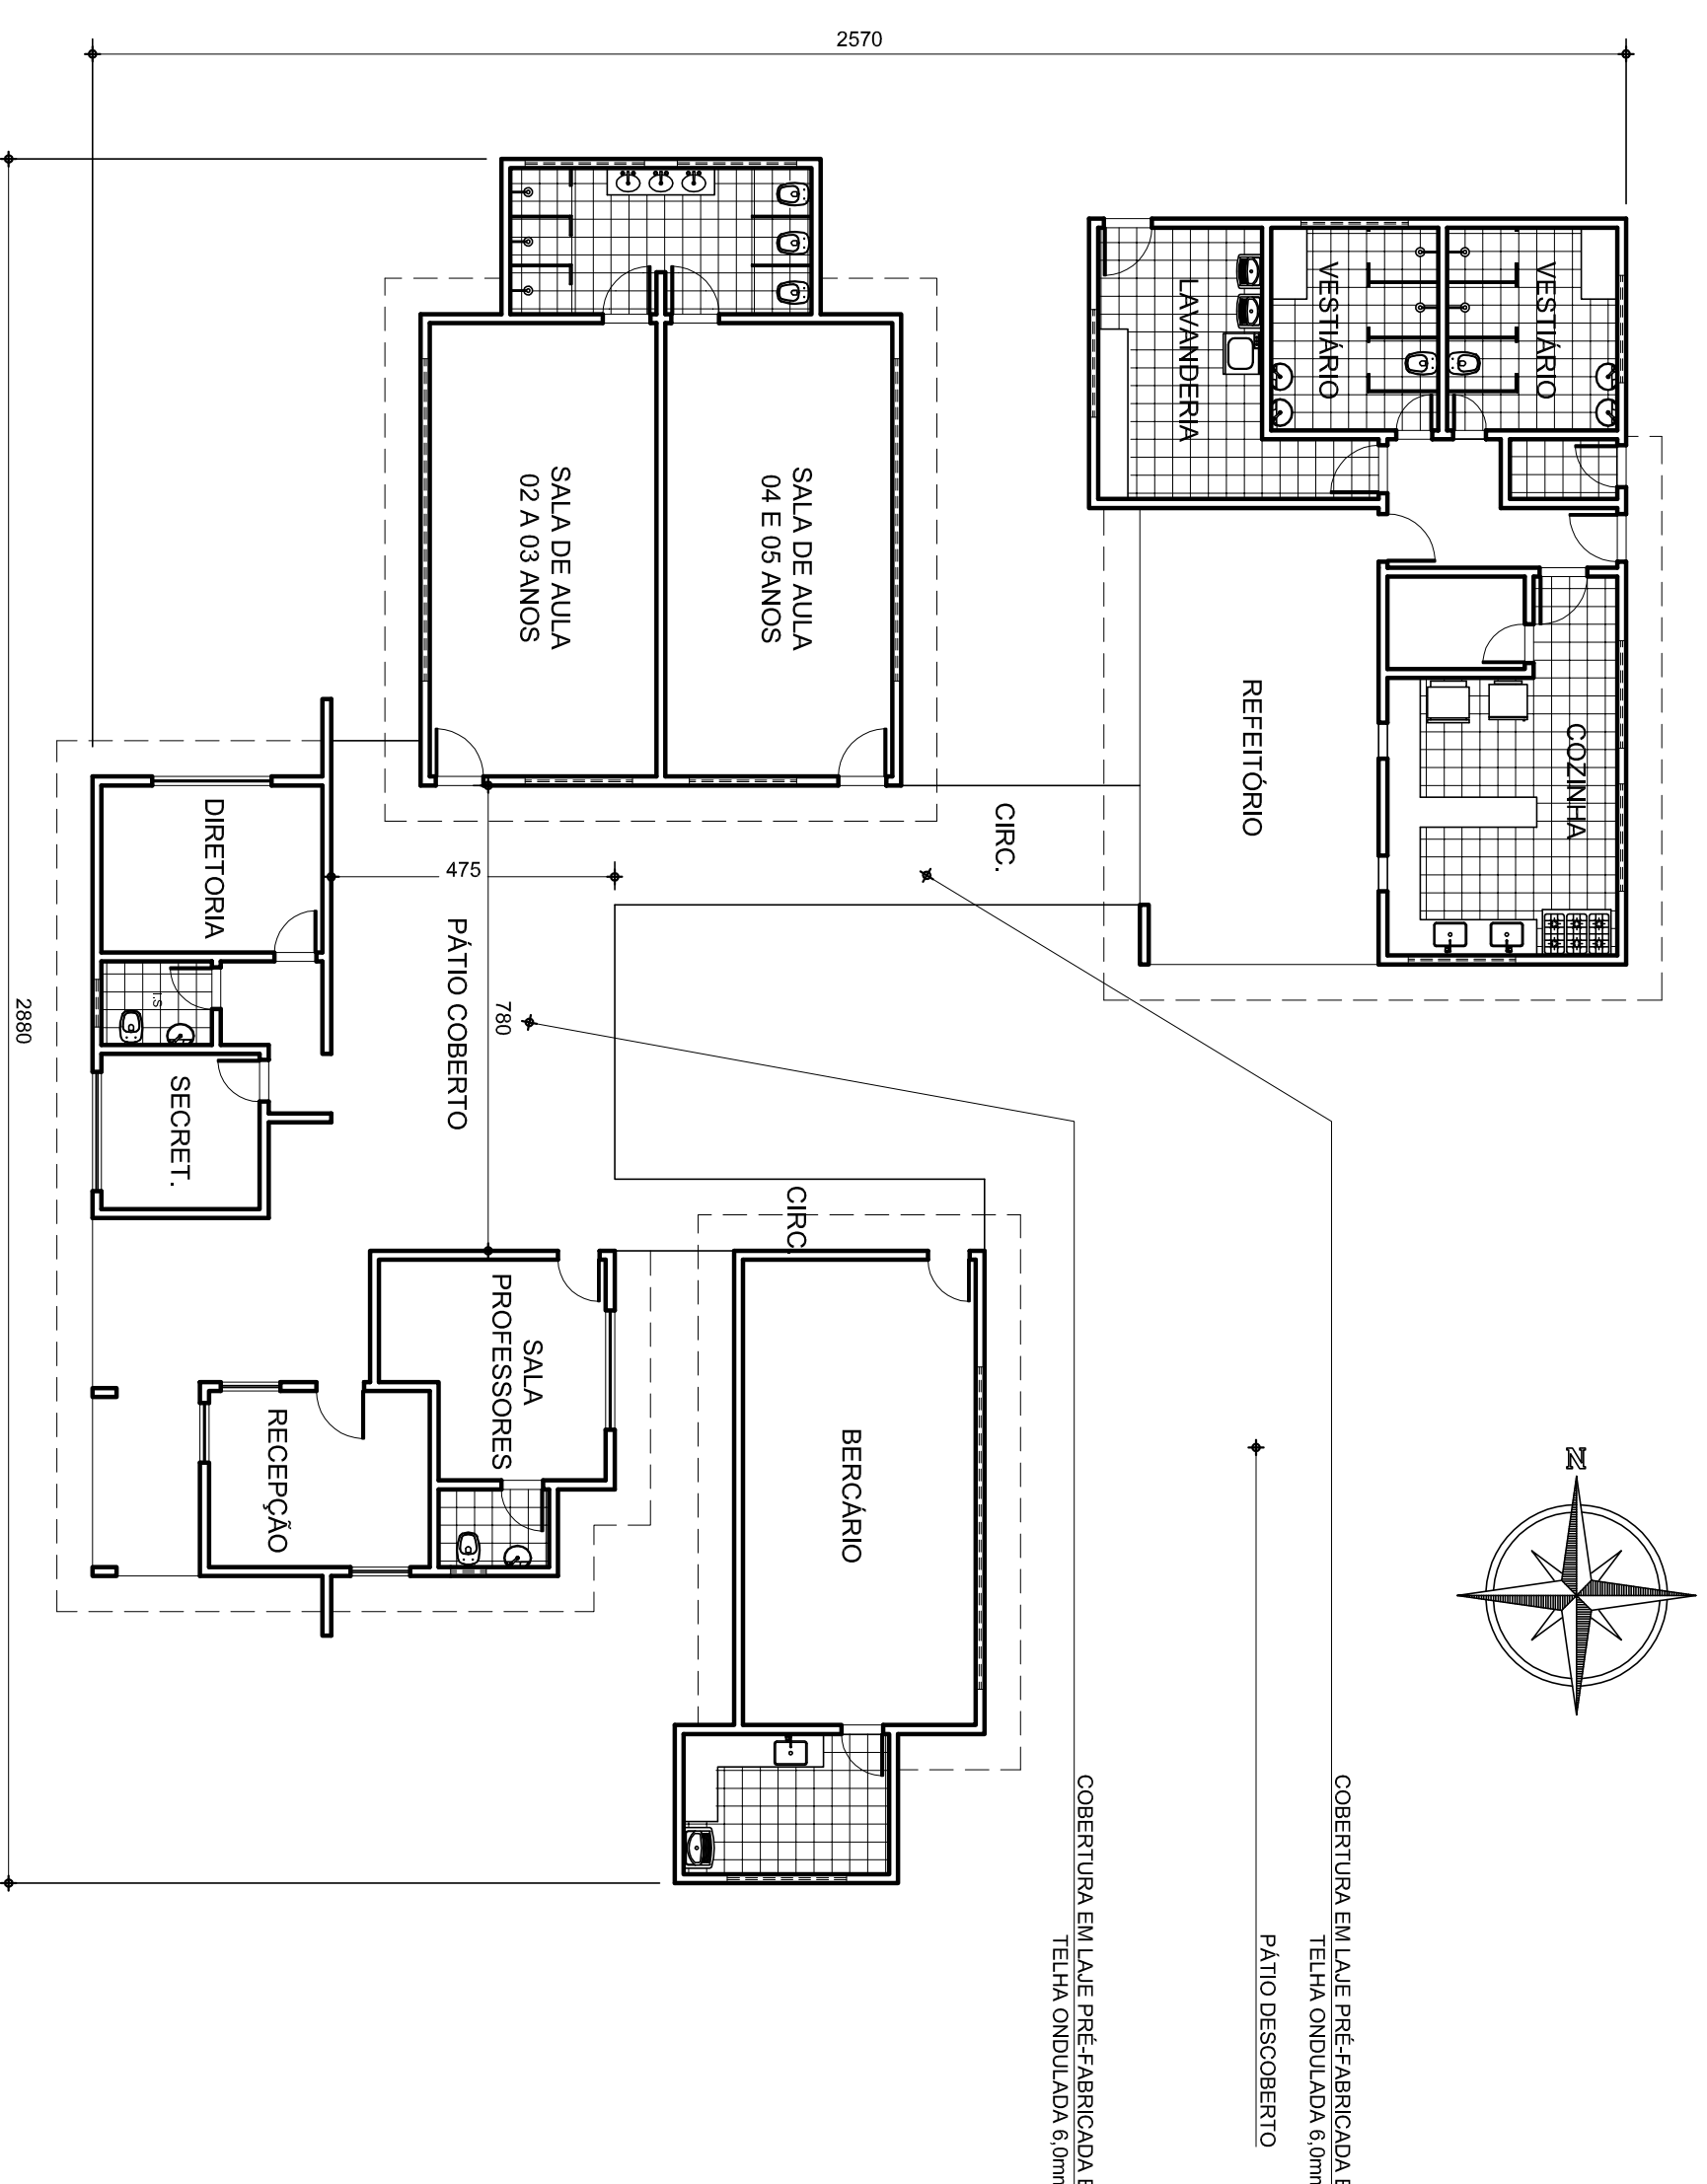 2570
VESTIÁRIO
VESTIÁRIO
LAVANDERIA
COZINHA
REFEITÓRIO
SALA DE AULA
04 E 05 ANOS
SALA DE AULA
02 A 03 ANOS
CIRC.
475
780
PÁTIO COBERTO
DIRETORIA
I.S
SECRET.
2880
CIRC.
SALA
PROFESSORES
RECEPÇÃO
BERCÁRIO
N
COBERTURA EM LAJE PRÉ-FABRICADA E
TELHA ONDULADA 6,0mm
PÁTIO DESCOBERTO
COBERTURA EM LAJE PRÉ-FABRICADA E
TELHA ONDULADA 6,0mm